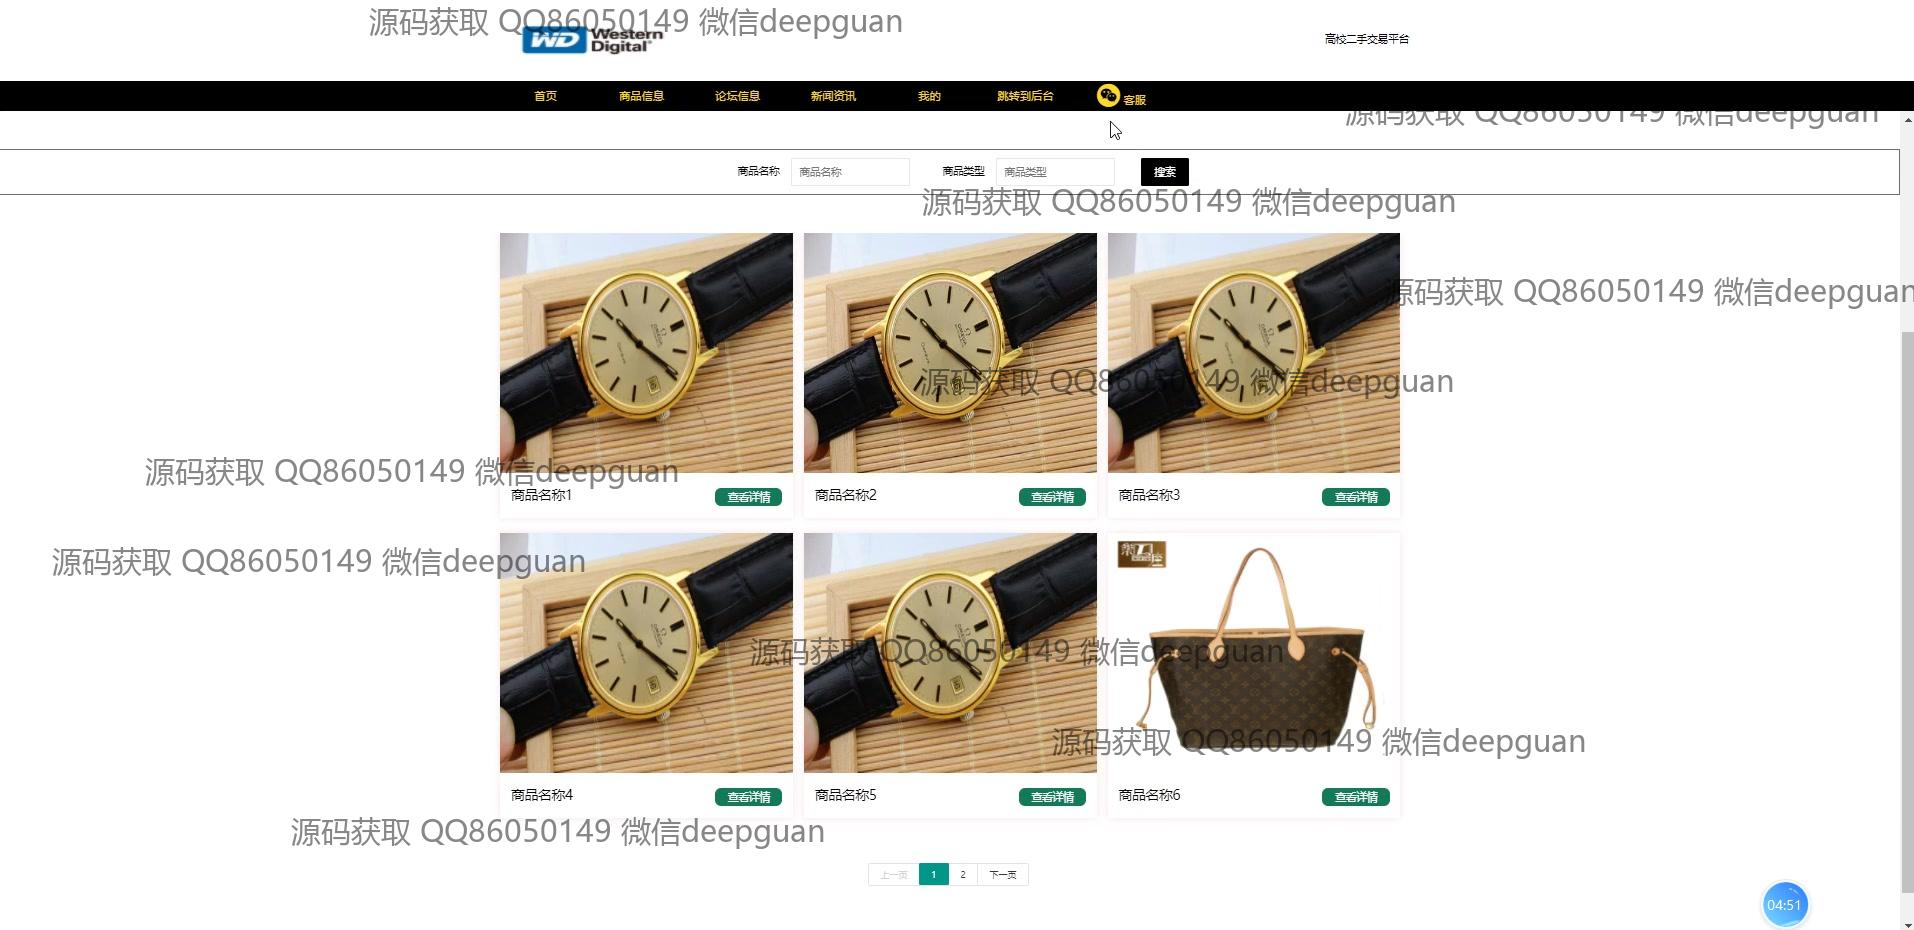 源码获取 QQ86050149 微信deepguan
WD Western Digital
高校二手交易平台
首页 商品信息 论坛信息 新闻资讯 我的 跳转到后台 客服
源码获取 QQ86050149 微信deepguan
商品名称 商品名称 商品类型 商品类型 搜索
源码获取 QQ86050149 微信deepguan
源码获取 QQ86050149 微信deepguan
源码获取 QQ86050149 微信deepguan
源码获取 QQ86050149 微信deepguan
商品名称1 查看详情 商品名称2 查看详情 商品名称3 查看详情
源码获取 QQ86050149 微信deepguan
源码获取 QQ86050149 微信deepguan
源码获取 QQ86050149 微信deepguan
商品名称4 查看详情 商品名称5 查看详情 商品名称6 查看详情
源码获取 QQ86050149 微信deepguan
上一页 1 2 下一页
04:51